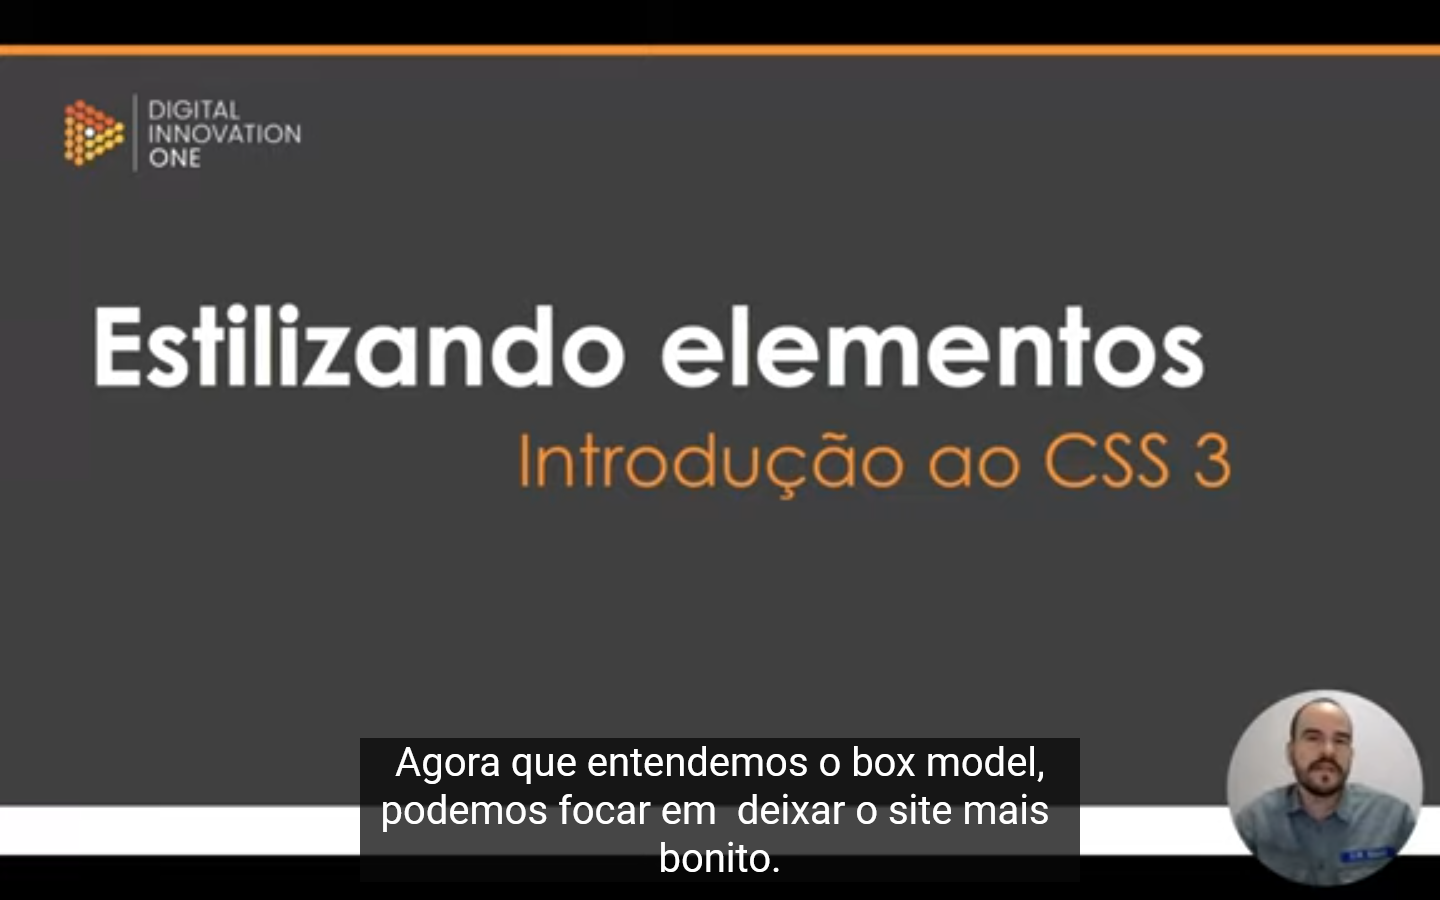 DIGITAL
INNOVATION
ONE
Estilizando elementos
Introdução ao CSS 3
Agora que entendemos o box model,
podemos focar em  deixar o site mais
bonito.